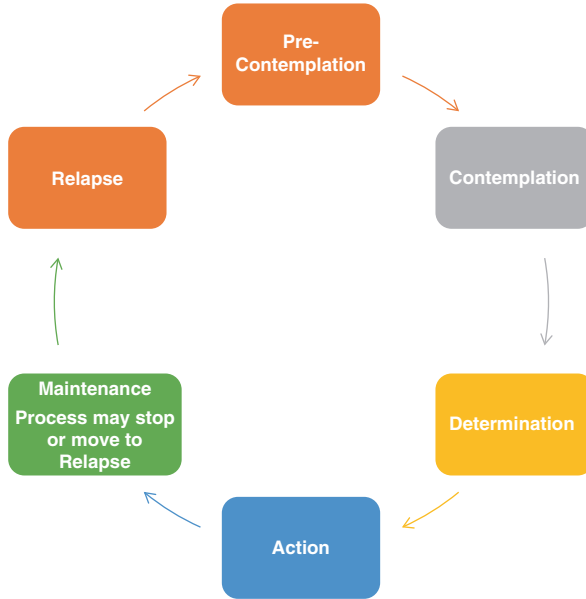 Pre-
Contemplation
Relapse
Contemplation
Maintenance
Process may stop
or move to
Relapse
Determination
Action